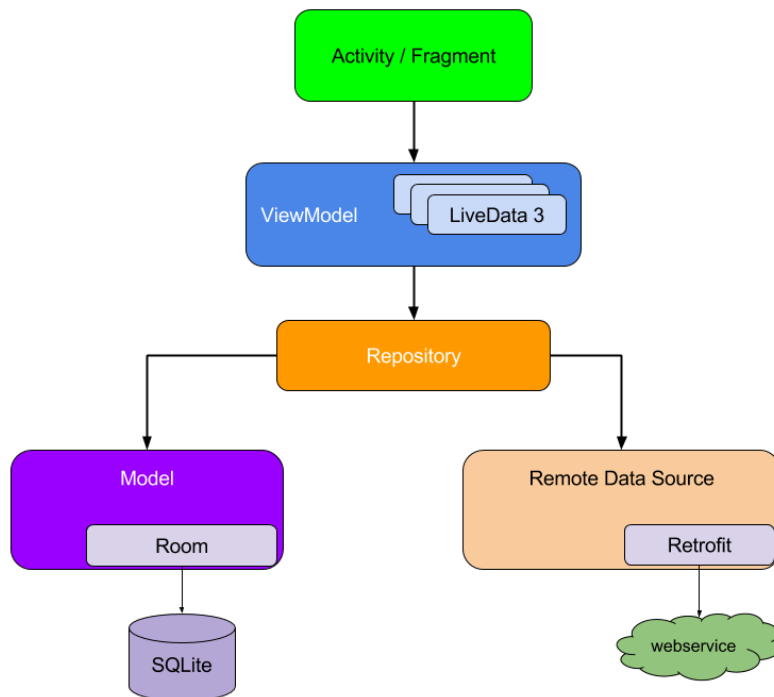 Activity / Fragment
ViewModel
LiveData 3
Repository
Model
Remote Data Source
Room
Retrofit
SQLite
webservice